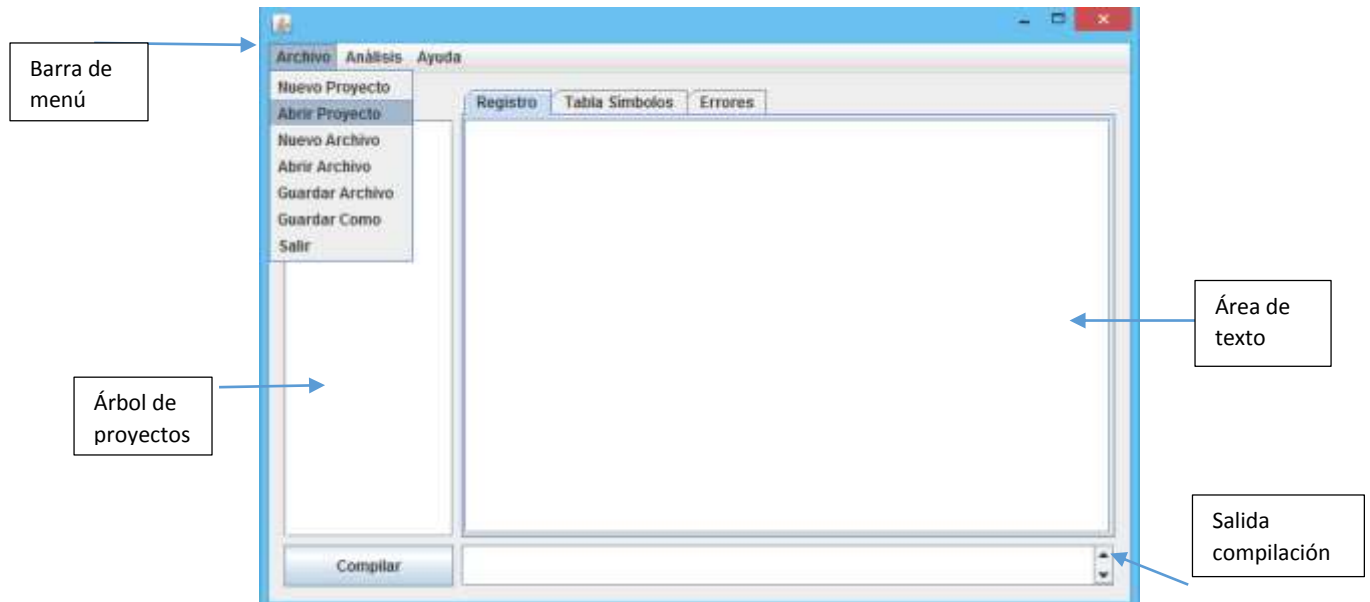 Barra de
menú
Archivo Análisis Ayuda
Nuevo Proyecto
Abrir Proyecto
Nuevo Archivo
Abrir Archivo
Guardar Archivo
Guardar Como
Salir
Registro Tabla Símbolos Errores
Área de
texto
Árbol de
proyectos
Compilar
Salida
compilación